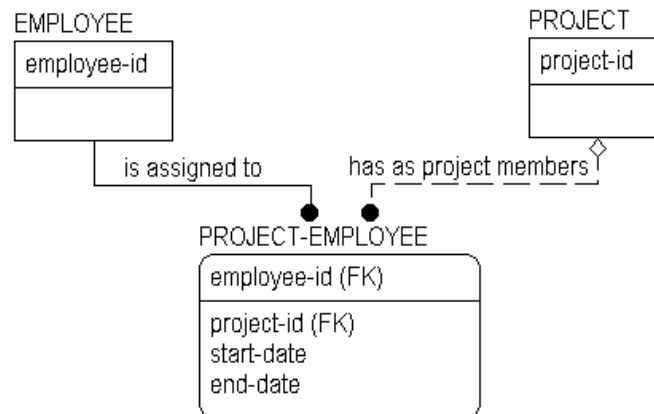 EMPLOYEE
employee-id
PROJECT
project-id
is assigned to
has as project members
PROJECT-EMPLOYEE
employee-id (FK)
project-id (FK)
start-date
end-date